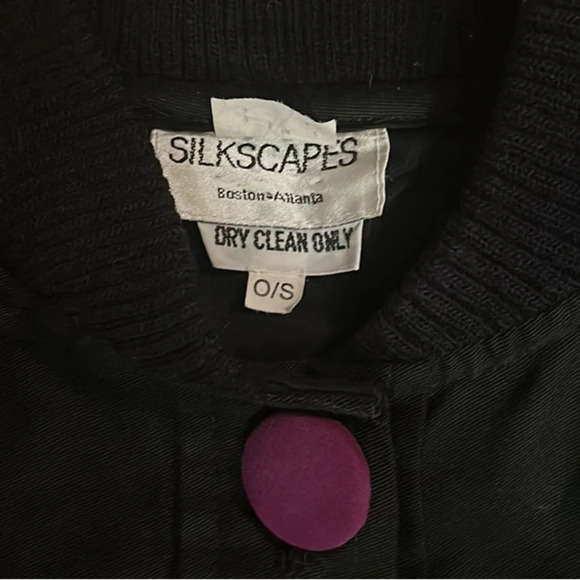 SILKSCAPES
Boston•Atlanta
DRY CLEAN ONLY
O/S